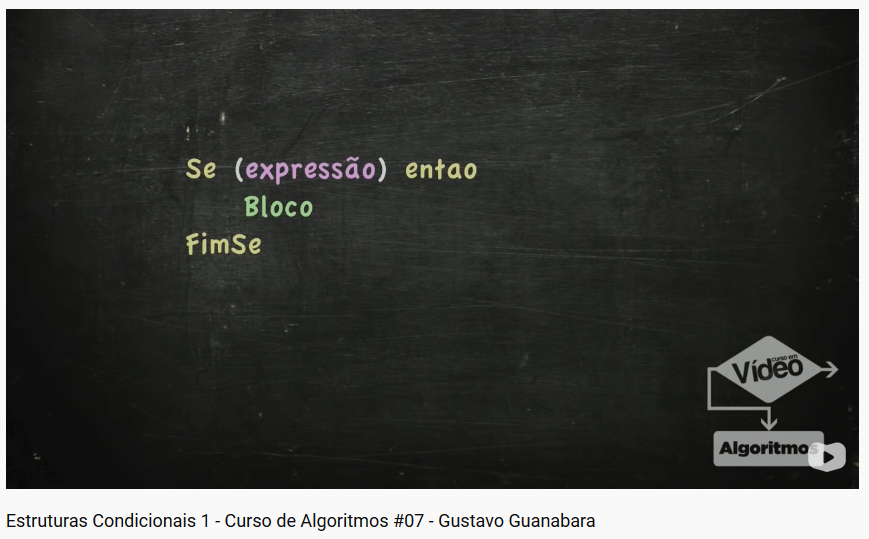 Se (expressão) entao
Bloco
FimSe
curso em
Vídeo
Algoritmos
Estruturas Condicionais 1 - Curso de Algoritmos #07 - Gustavo Guanabara